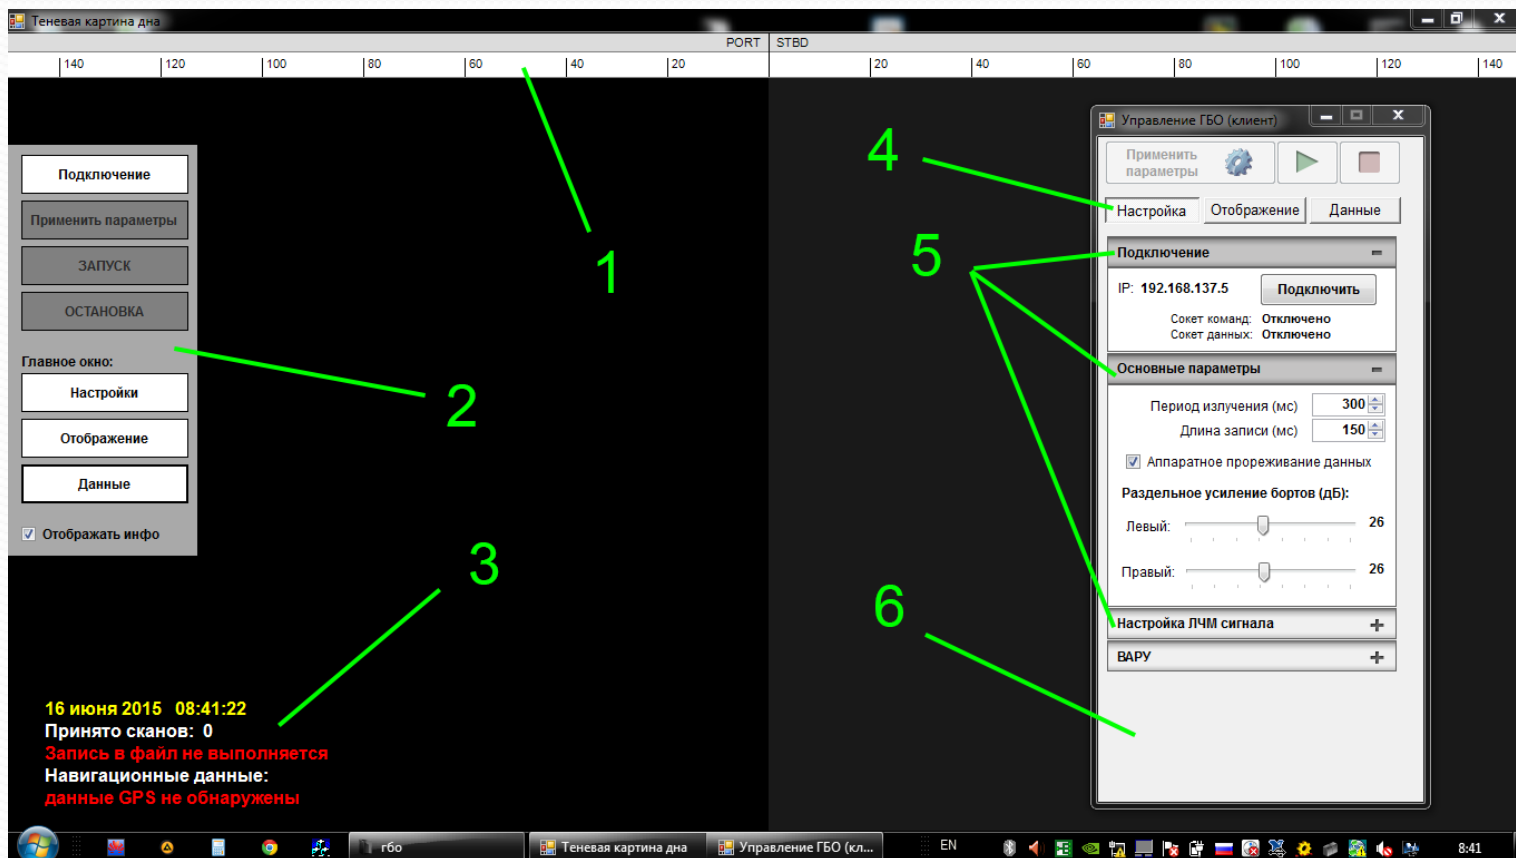 Теневая картина дна
PORT STBD
140 120 100 80 60 40 20 20 40 60 80 100 120 140
Подключение
Применить параметры
ЗАПУСК
ОСТАНОВКА
Главное окно:
Настройки
Отображение
Данные
Отображать инфо
1
2
3
16 июня 2015 08:41:22
Принято сканов: 0
Запись в файл не выполняется
Навигационные данные:
данные GPS не обнаружены
4
5
6
Управление ГБО (клиент)
Применить
параметры
Настройка Отображение Данные
Подключение
IP: 192.168.137.5 Подключить
Сокет команд: Отключено
Сокет данных: Отключено
Основные параметры
Период излучения (мс) 300
Длина записи (мс) 150
Аппаратное прореживание данных
Раздельное усиление бортов (дБ):
Левый: 26
Правый: 26
Настройка ЛЧМ сигнала
ВАРУ
гбо Теневая картина дна Управление ГБО (кл... EN 8:41